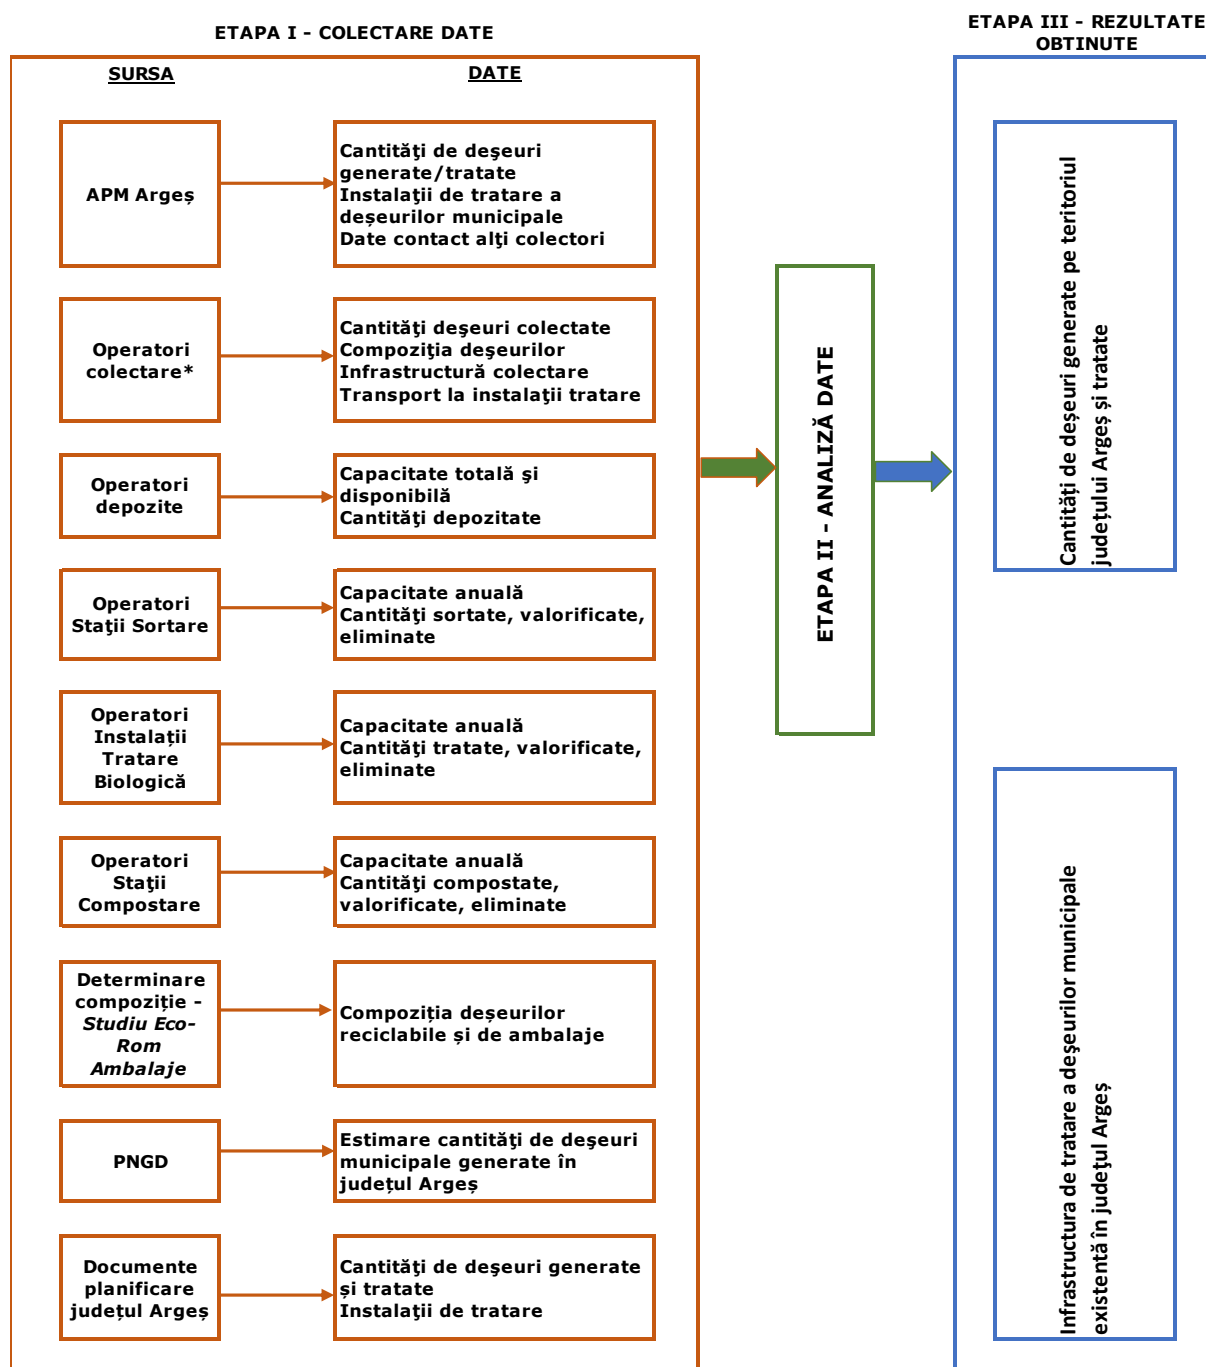 ETAPA I - COLECTARE DATE
SURSA
DATE
APM Argeș
Cantităţi de deşeuri
generate/tratate
Instalaţii de tratare a
deșeurilor municipale
Date contact alţi colectori
Operatori
colectare*
Cantităţi deşeuri colectate
Compoziţia deşeurilor
Infrastructură colectare
Transport la instalaţii tratare
Operatori
depozite
Capacitate totală şi
disponibilă
Cantităţi depozitate
Operatori
Staţii Sortare
Capacitate anuală
Cantităţi sortate, valorificate,
eliminate
Operatori
Instalații
Tratare
Biologică
Capacitate anuală
Cantităţi tratate, valorificate,
eliminate
Operatori
Staţii
Compostare
Capacitate anuală
Cantităţi compostate,
valorificate, eliminate
Determinare
compoziție –
Studiu Eco-
Rom
Ambalaje
Compoziția deșeurilor
reciclabile și de ambalaje
PNGD
Estimare cantităţi de deşeuri
municipale generate în
județul Argeș
Documente
planificare
județul Argeș
Cantităţi de deşeuri generate
și tratate
Instalaţii de tratare
ETAPA II - ANALIZĂ DATE
ETAPA III - REZULTATE
OBTINUTE
Cantități de deșeuri generate pe teritoriul
județului Argeș și tratate
Infrastructura de tratare a deşeurilor municipale
existentă în judeţul Argeş